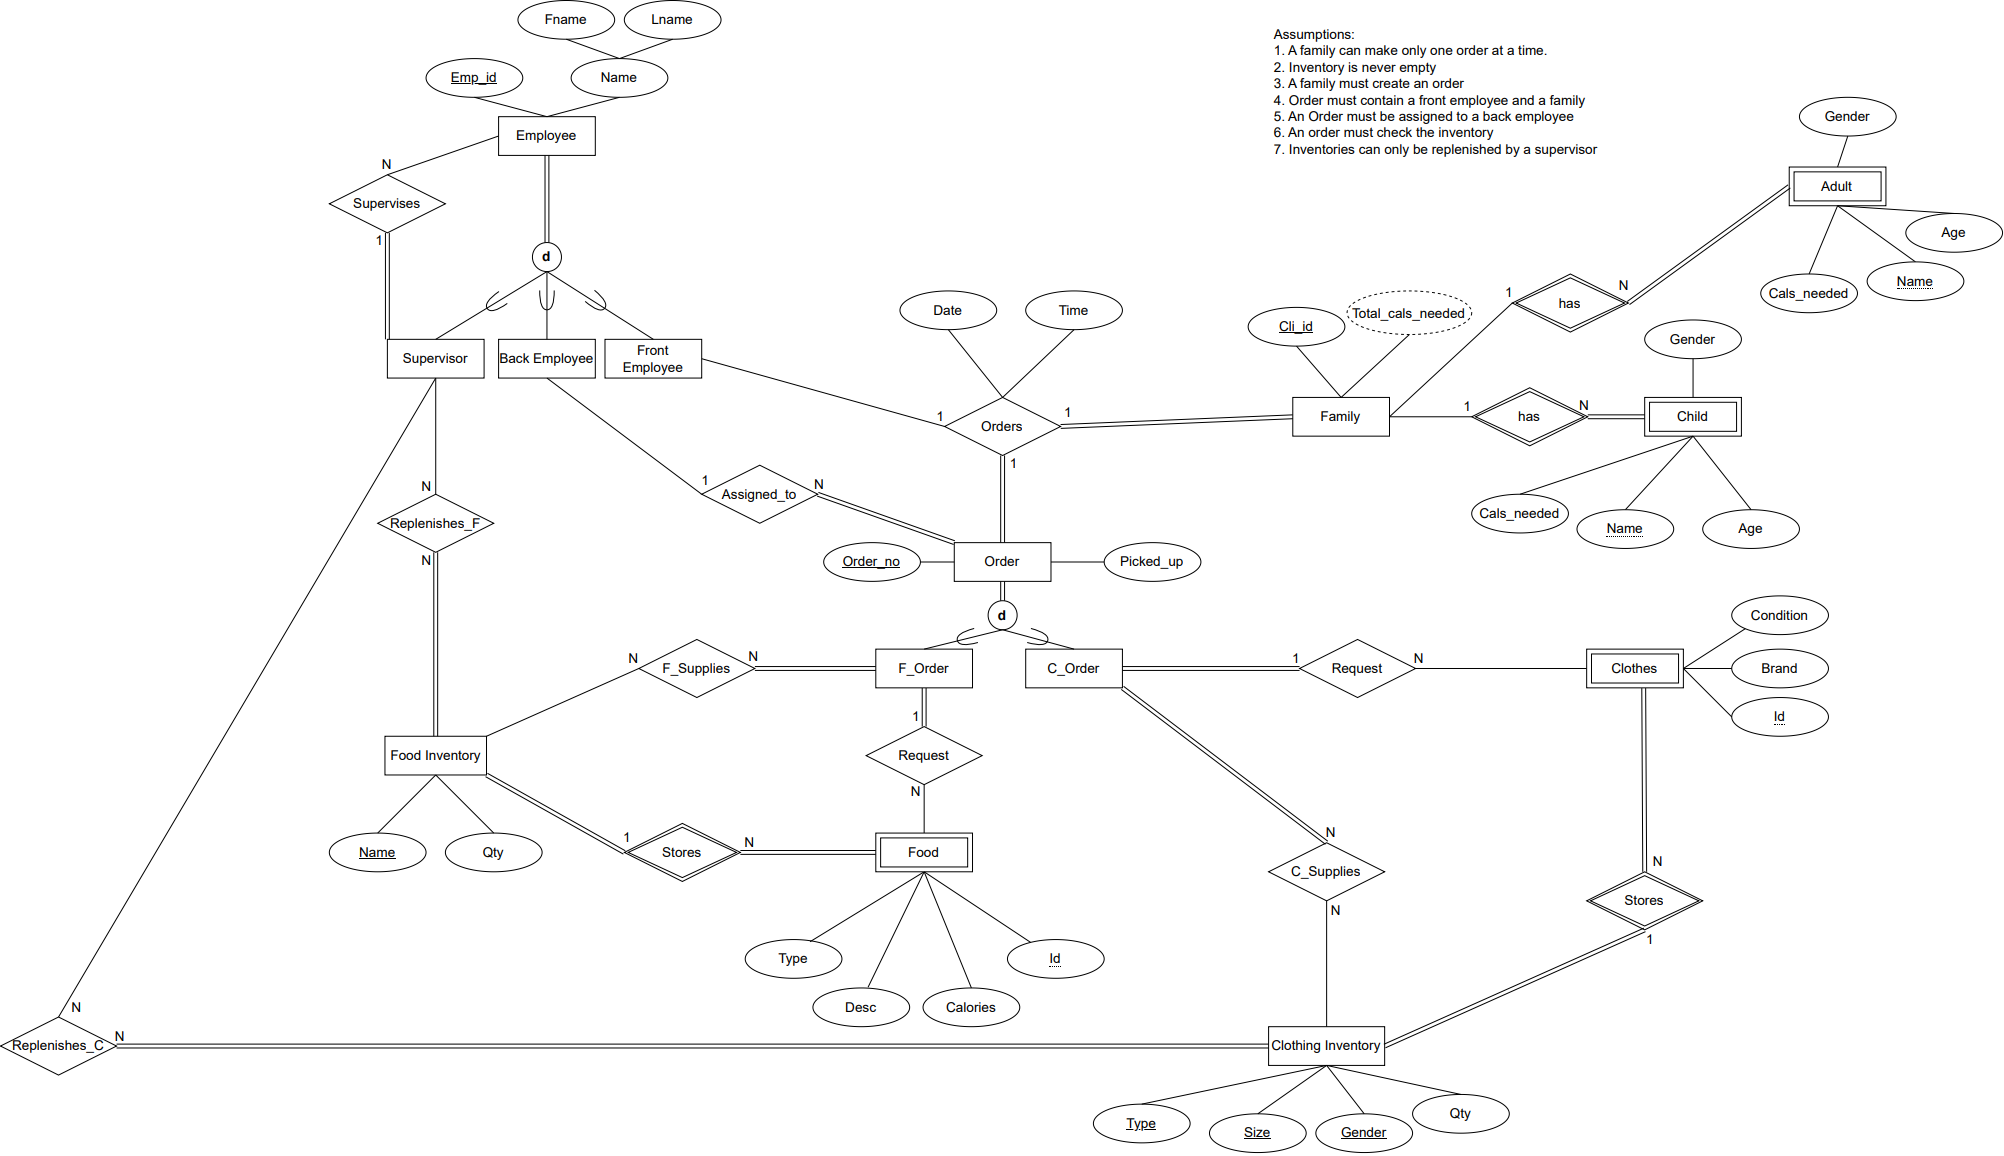 Fname
Lname
Emp_id
Name
Employee
N
Supervises
1
d
Supervisor
Back Employee
Front
Employee
Assumptions:
1. A family can make only one order at a time.
2. Inventory is never empty
3. A family must create an order
4. Order must contain a front employee and a family
5. An Order must be assigned to a back employee
6. An order must check the inventory
7. Inventories can only be replenished by a supervisor
Gender
Adult
Age
Name
Cals_needed
N
has
1
Date
Time
Cli_id
Total_cals_needed
1
Orders
1
1
Family
1
has
N
Gender
Child
Cals_needed
Name
Age
1
Assigned_to
N
N
Replenishes_F
N
Order_no
Order
Picked_up
d
N
F_Supplies
N
F_Order
C_Order
1
Request
N
Clothes
Condition
Brand
Id
1
Request
N
Food Inventory
Name
Qty
1
Stores
N
Food
Type
Desc
Calories
Id
N
C_Supplies
N
N
Stores
1
N
Replenishes_C
N
Clothing Inventory
Type
Size
Gender
Qty